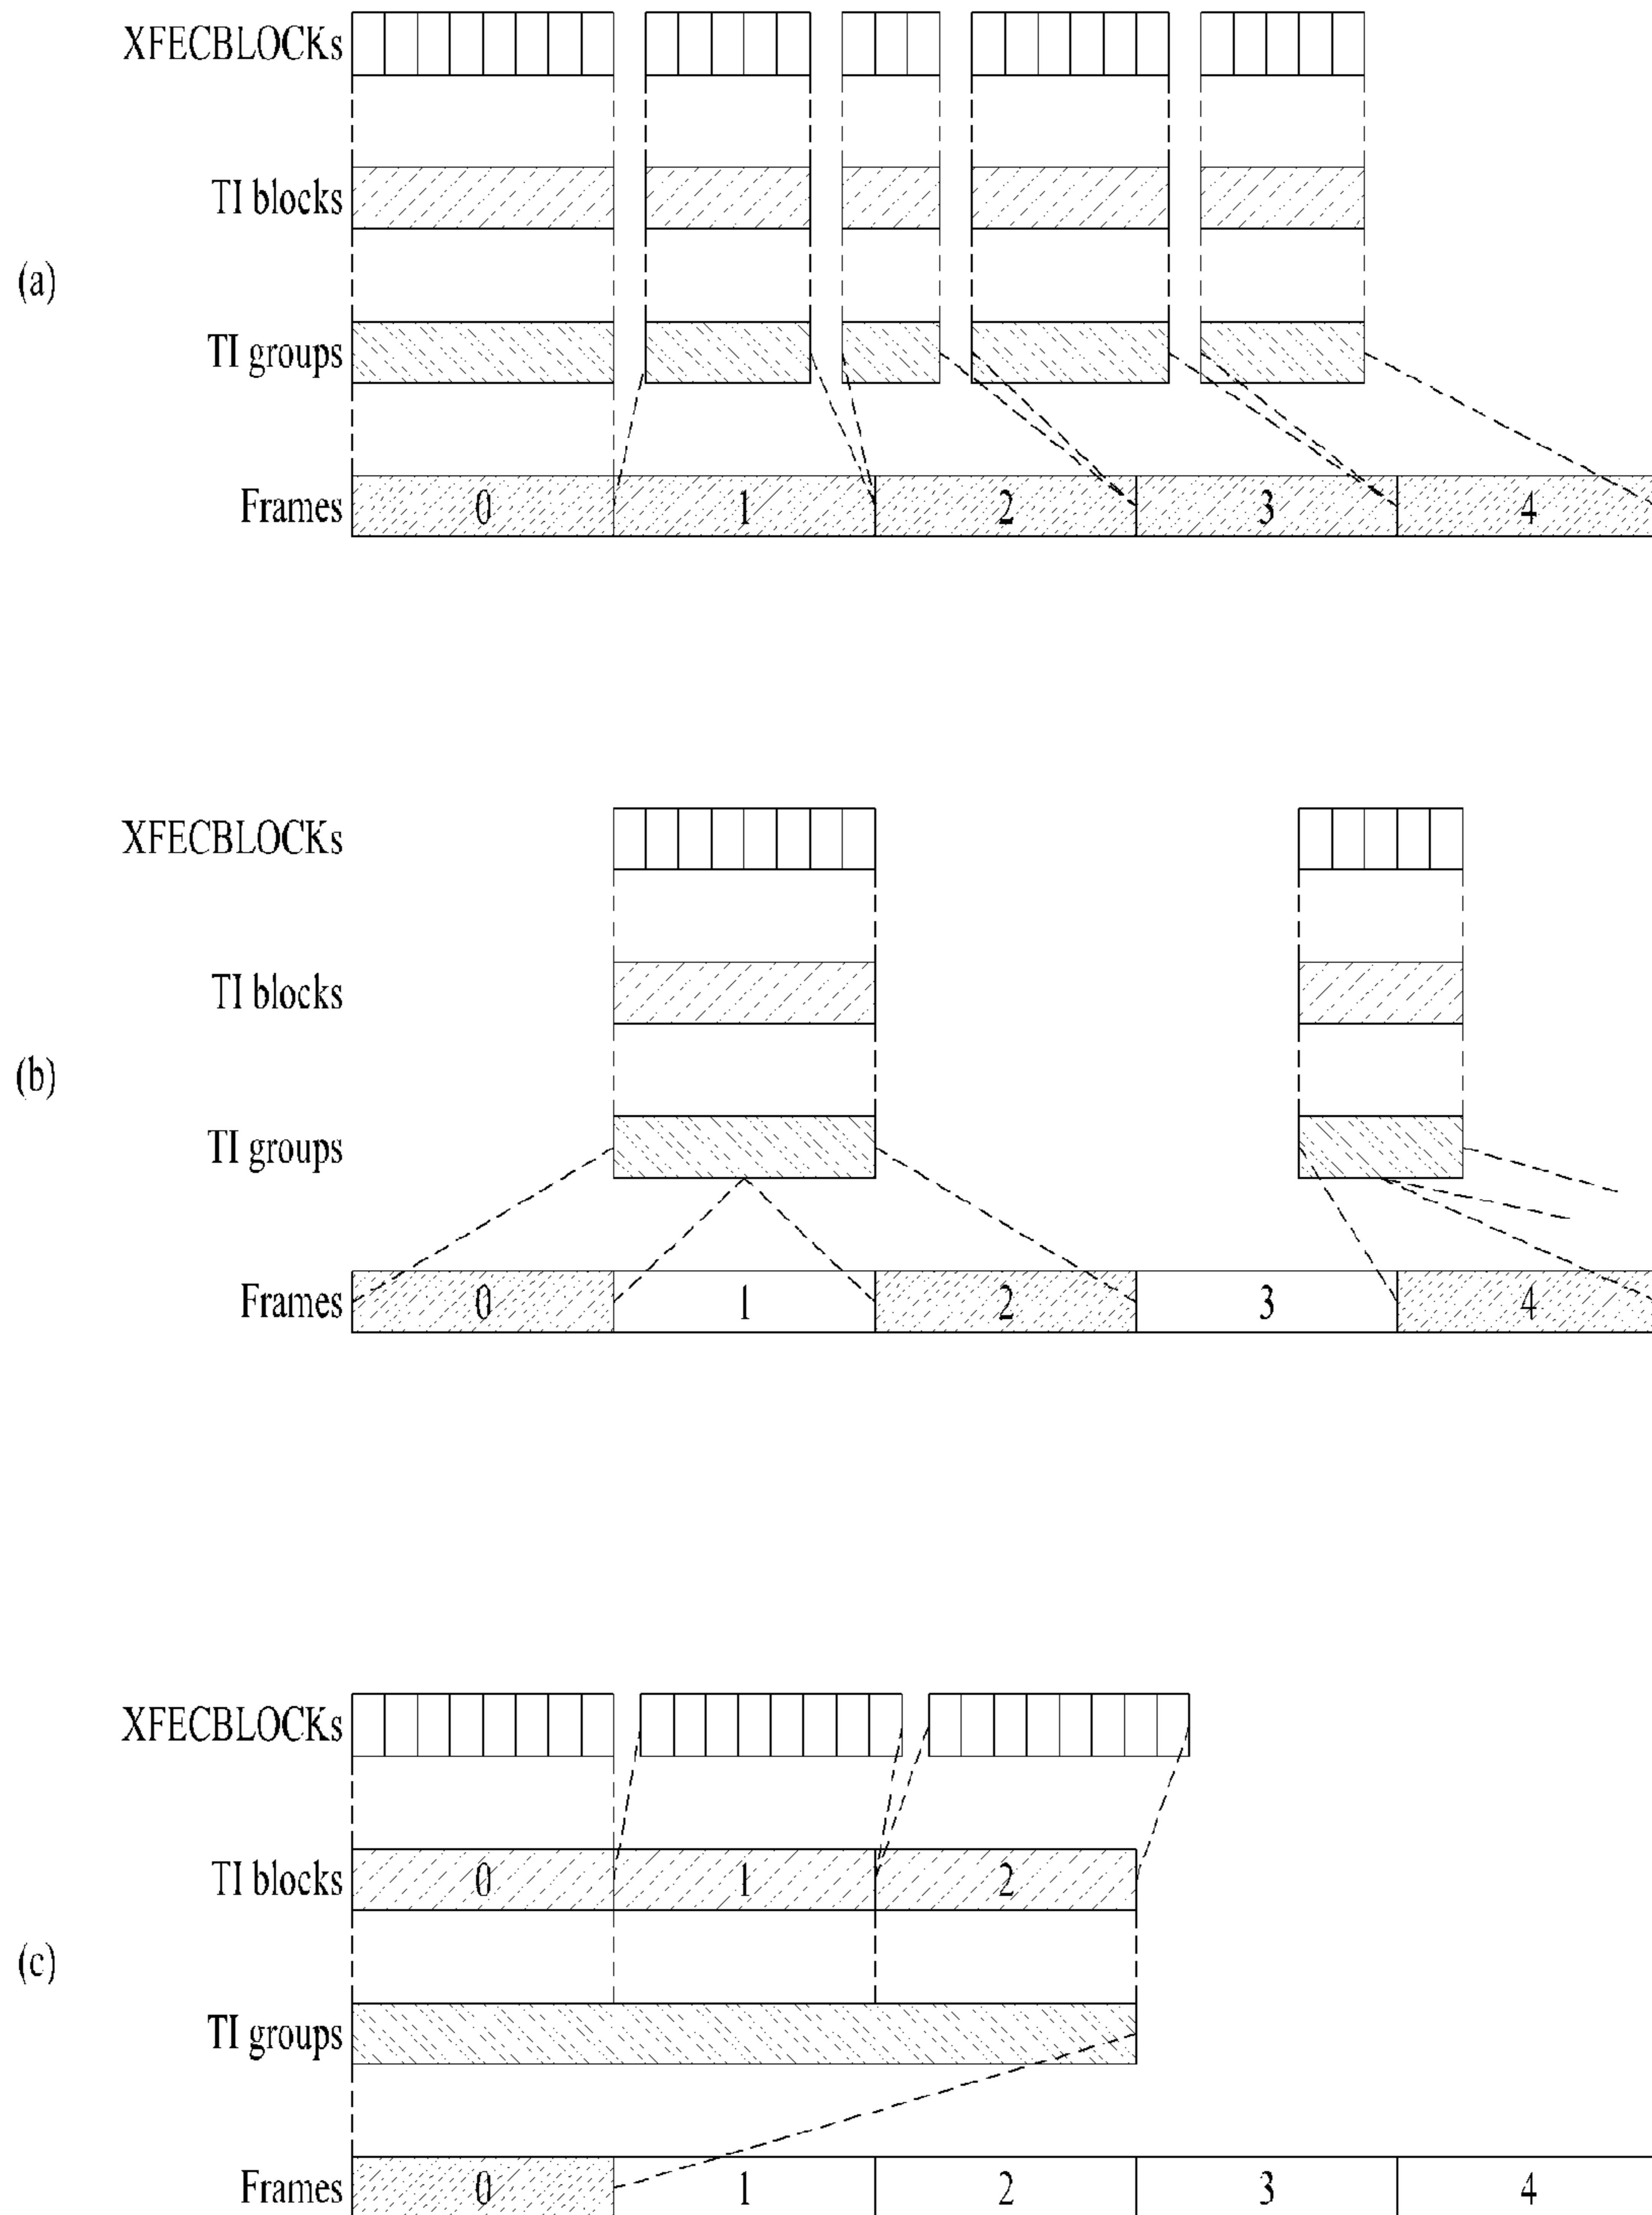 XFECBLOCKs
TI blocks
(a)
TI groups
Frames 0 1 2 3 4
XFECBLOCKs
TI blocks
(b)
TI groups
Frames 0 1 2 3 4
XFECBLOCKs
TI blocks 0 1 2
(c)
TI groups
Frames 0 1 2 3 4